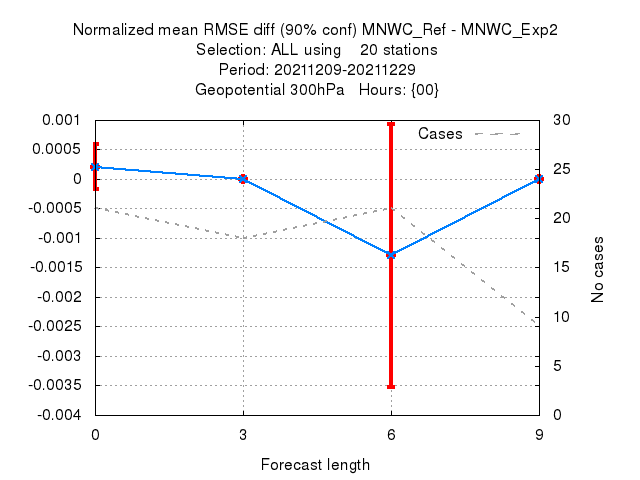 Normalized mean RMSE diff (90% conf) MNWC_Ref - MNWC_Exp2
Selection: ALL using    20 stations
Period: 20211209-20211229
Geopotential 300hPa   Hours: {00}
Cases
0.001
0.0005
0
-0.0005
-0.001
-0.0015
-0.002
-0.0025
-0.003
-0.0035
-0.004
30
25
20
15
10
5
0
No cases
0 3 6 9
Forecast length